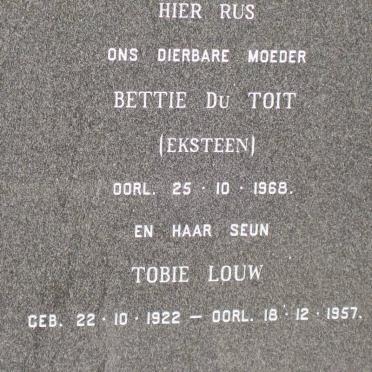 HIER RUS
ONS DIERBARE MOEDER
BETTIE DU TOIT
(EKSTEEN)
OORL. 25 · 10 · 1968.
EN HAAR SEUN
TOBIE LOUW
GEB. 22 · 10 · 1922 — OORL. 18 · 12 · 1957.